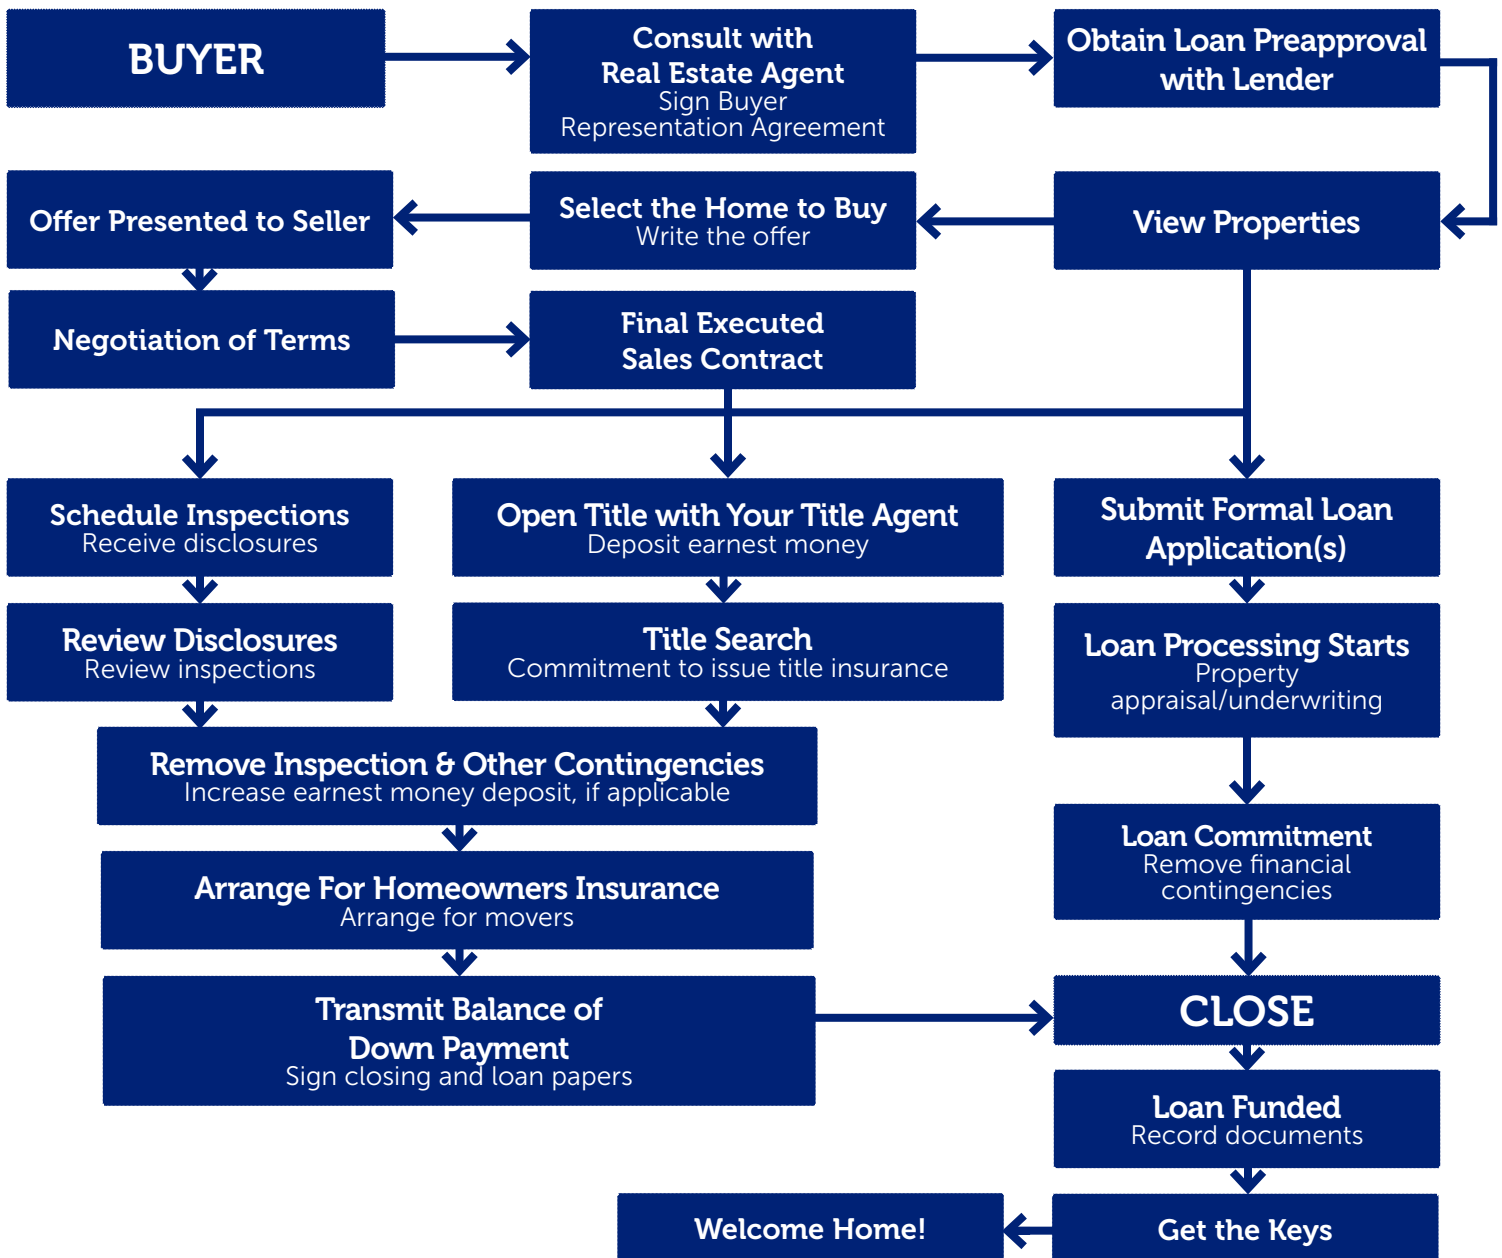 BUYER
Consult with
Real Estate Agent
Sign Buyer
Representation Agreement
Obtain Loan Preapproval
with Lender
View Properties
Select the Home to Buy
Write the offer
Offer Presented to Seller
Negotiation of Terms
Final Executed
Sales Contract
Schedule Inspections
Receive disclosures
Open Title with Your Title Agent
Deposit earnest money
Submit Formal Loan
Application(s)
Review Disclosures
Review inspections
Title Search
Commitment to issue title insurance
Loan Processing Starts
Property
appraisal/underwriting
Remove Inspection & Other Contingencies
Increase earnest money deposit, if applicable
Loan Commitment
Remove financial
contingencies
Arrange For Homeowners Insurance
Arrange for movers
Transmit Balance of
Down Payment
Sign closing and loan papers
CLOSE
Loan Funded
Record documents
Get the Keys
Welcome Home!